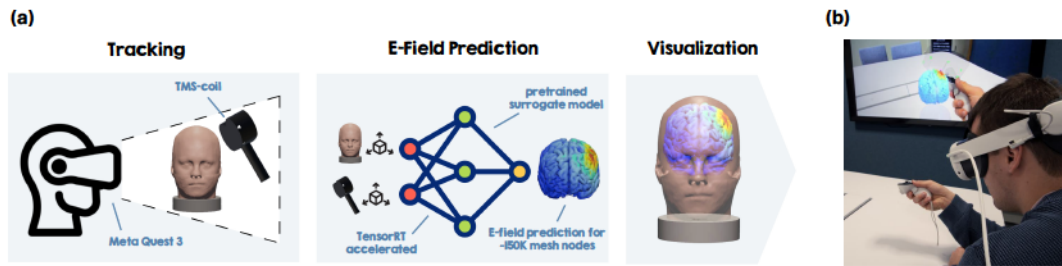 (a)
(b)
Tracking
E-Field Prediction
Visualization
TMS-coil
Meta Quest 3
pretrained
surrogate model
TensorRT
accelerated
E-field prediction for
~150K mesh nodes